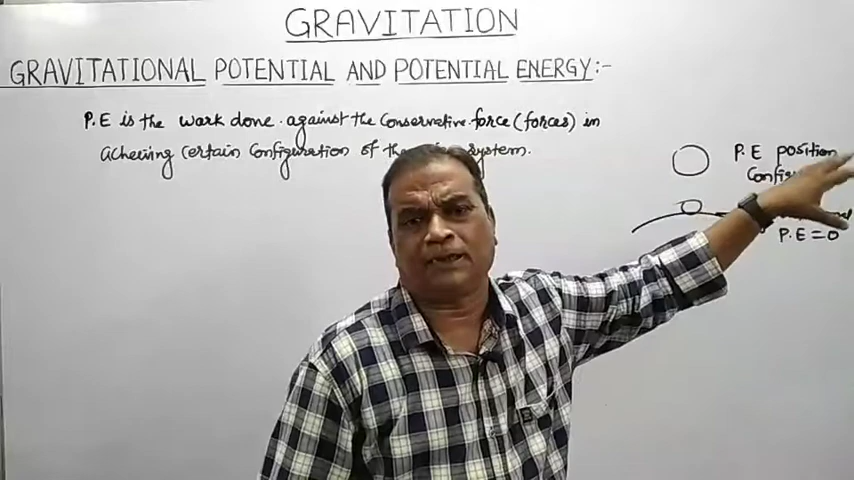 GRAVITATION
GRAVITATIONAL POTENTIAL AND POTENTIAL ENERGY :-
P.E is the work done against the Conservative force (forces) in
acheiving certain configuration of the system.
P.E position
P.E = 0